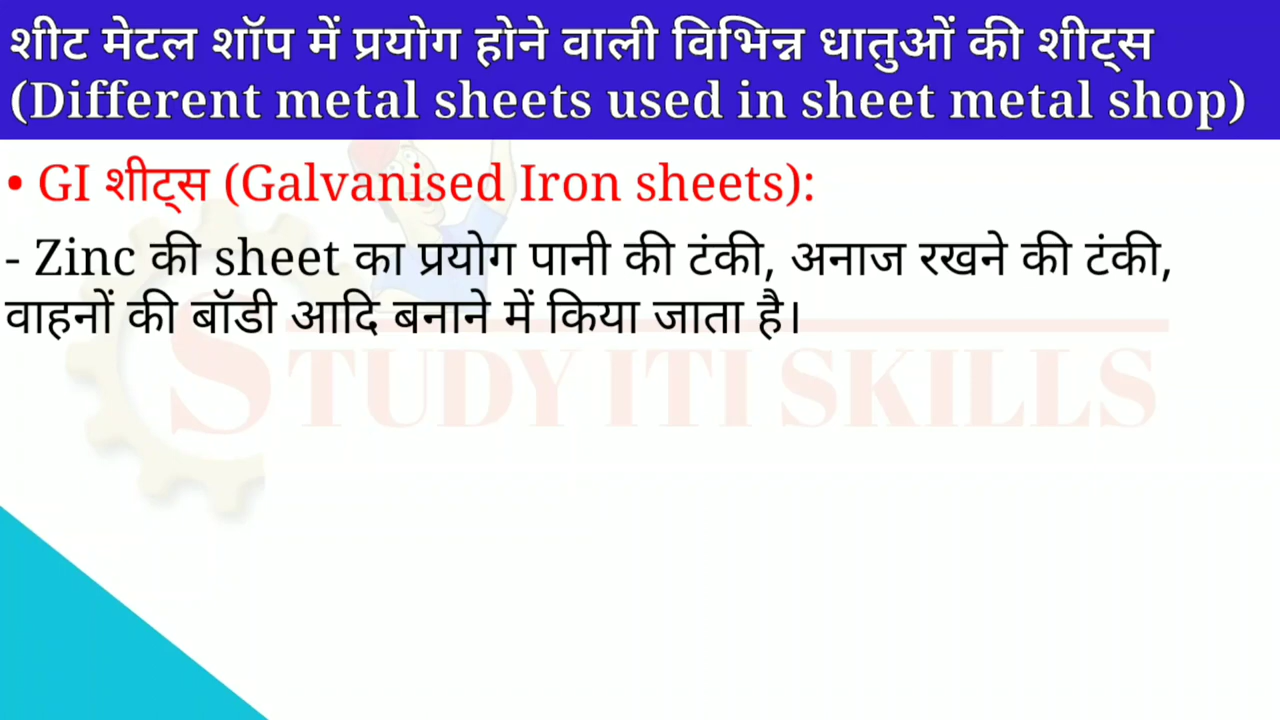 शीट मेटल शॉप में प्रयोग होने वाली विभिन्न धातुओं की शीट्स
(Different metal sheets used in sheet metal shop)
• GI शीट्स (Galvanised Iron sheets):
- Zinc की sheet का प्रयोग पानी की टंकी, अनाज रखने की टंकी,
वाहनों की बॉडी आदि बनाने में किया जाता है।
STUDY ITI SKILLS